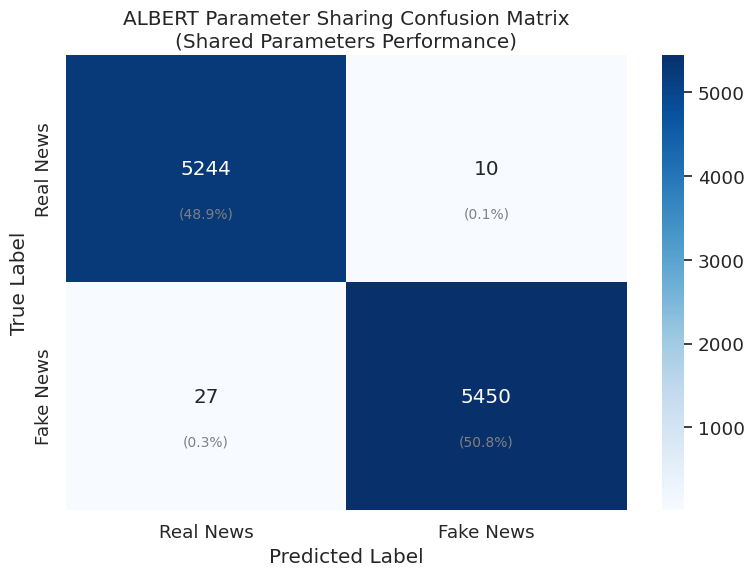 ALBERT Parameter Sharing Confusion Matrix
(Shared Parameters Performance)
True Label
Real News
5244
10
(48.9%)
(0.1%)
Fake News
27
5450
(0.3%)
(50.8%)
Real News
Fake News
Predicted Label
5000
4000
3000
2000
1000